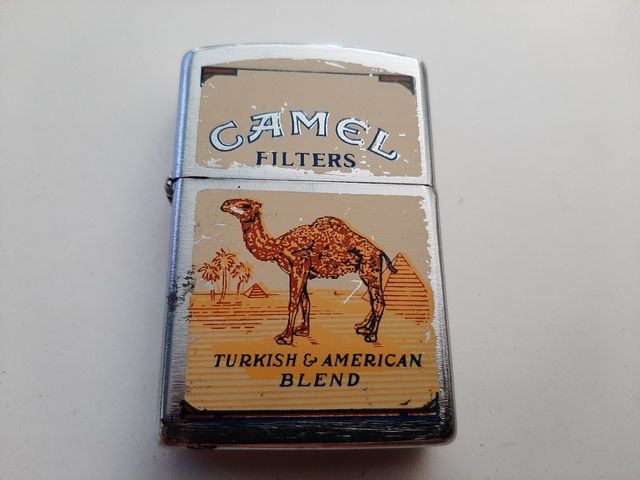 CAMEL
FILTERS
TURKISH & AMERICAN
BLEND